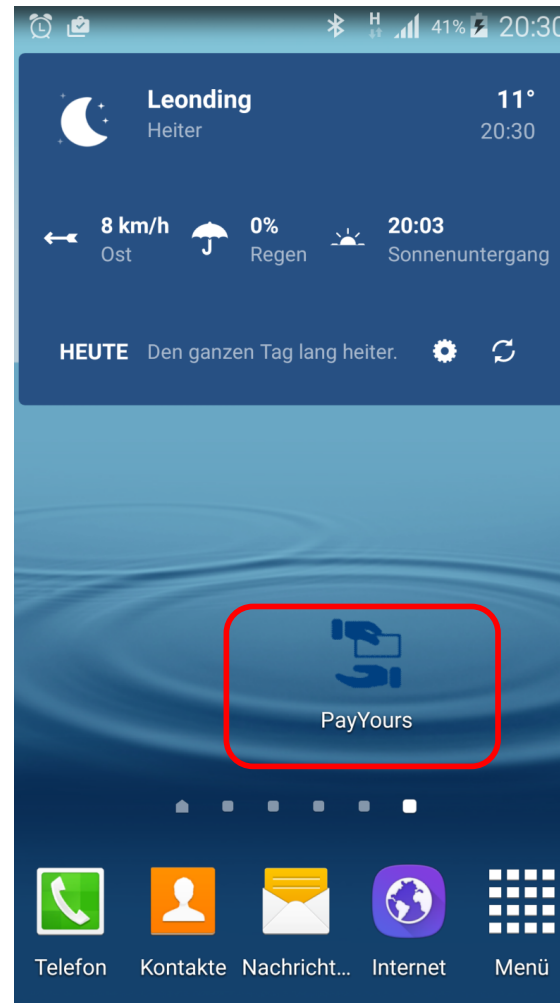 H 41% 20:30
Leonding 11°
Heiter 20:30
8 km/h 0% 20:03
Ost Regen Sonnenuntergang
HEUTE Den ganzen Tag lang heiter.
PayYours
Telefon Kontakte Nachricht... Internet Menü